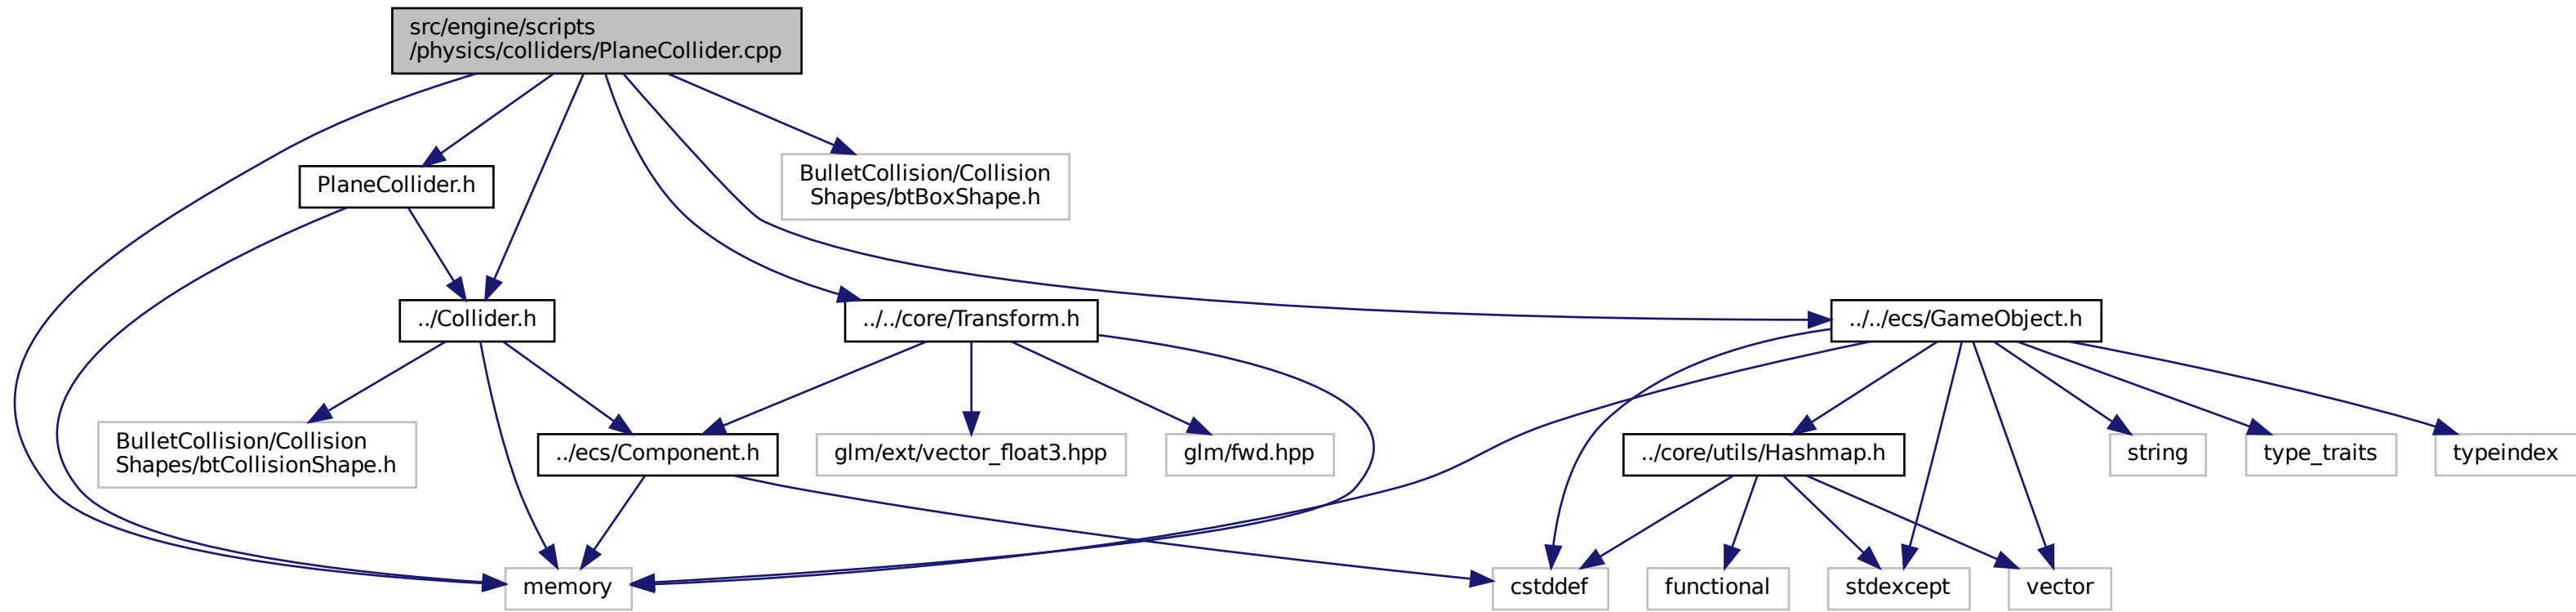 src/engine/scripts
/physics/colliders/PlaneCollider.cpp
PlaneCollider.h
BulletCollision/Collision
Shapes/btBoxShape.h
../Collider.h
../../core/Transform.h
../../ecs/GameObject.h
BulletCollision/Collision
Shapes/btCollisionShape.h
../ecs/Component.h
glm/ext/vector_float3.hpp
glm/fwd.hpp
../core/utils/Hashmap.h
string
type_traits
typeindex
memory
cstddef
functional
stdexcept
vector